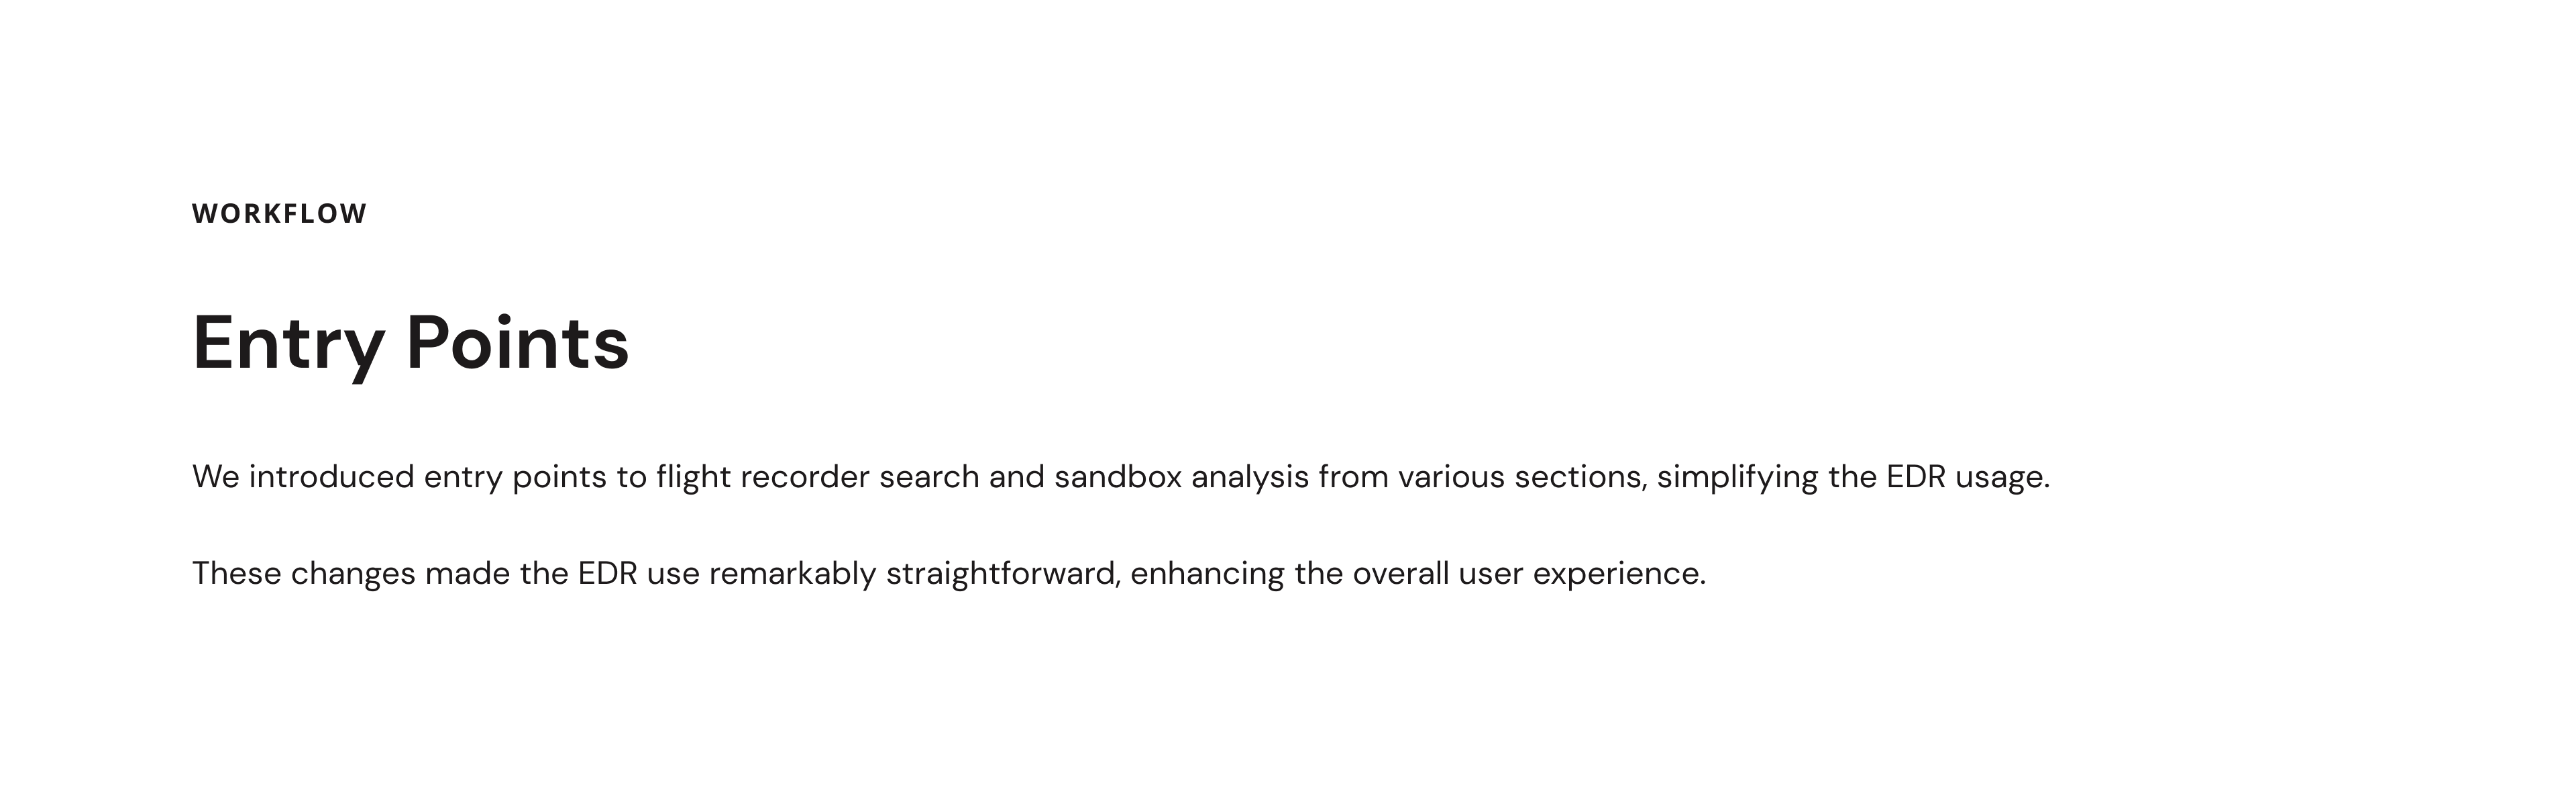 WORKFLOW
Entry Points
We introduced entry points to flight recorder search and sandbox analysis from various sections, simplifying the EDR usage.
These changes made the EDR use remarkably straightforward, enhancing the overall user experience.